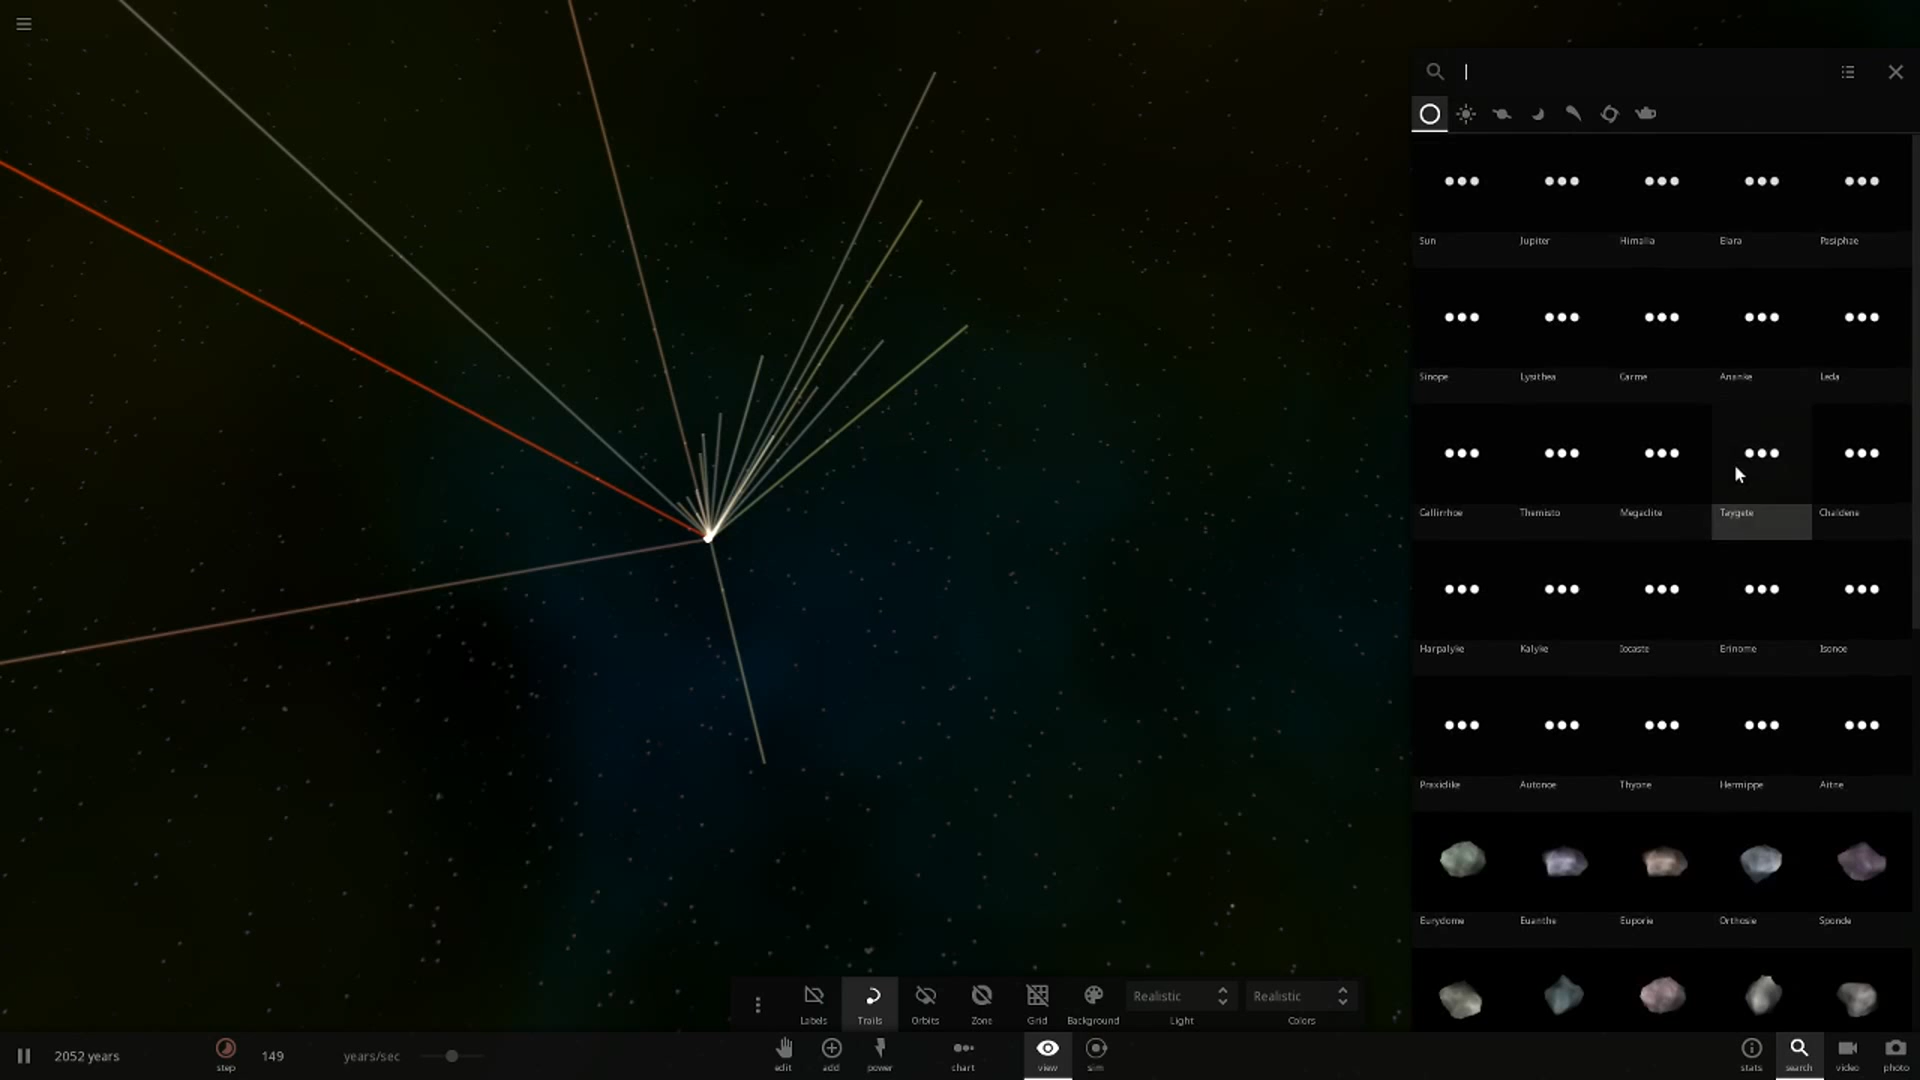 Sun Jupiter Himalia Elara Pasiphae
Sinope Lysithea Carme Ananke Leda
Callirrhoe Themisto Megaclite Taygete Chaldene
Harpalyke Kalyke Iocaste Erinome Isonoe
Praxidike Autonoe Thyone Hermippe Aitne
Eurydome Euanthe Euporie Orthosie Sponde
Realistic Realistic
Labels Trails Orbits Zone Grid Background Light Colors
2052 years 149 years/sec
step edit add power chart view sim stats search video photo